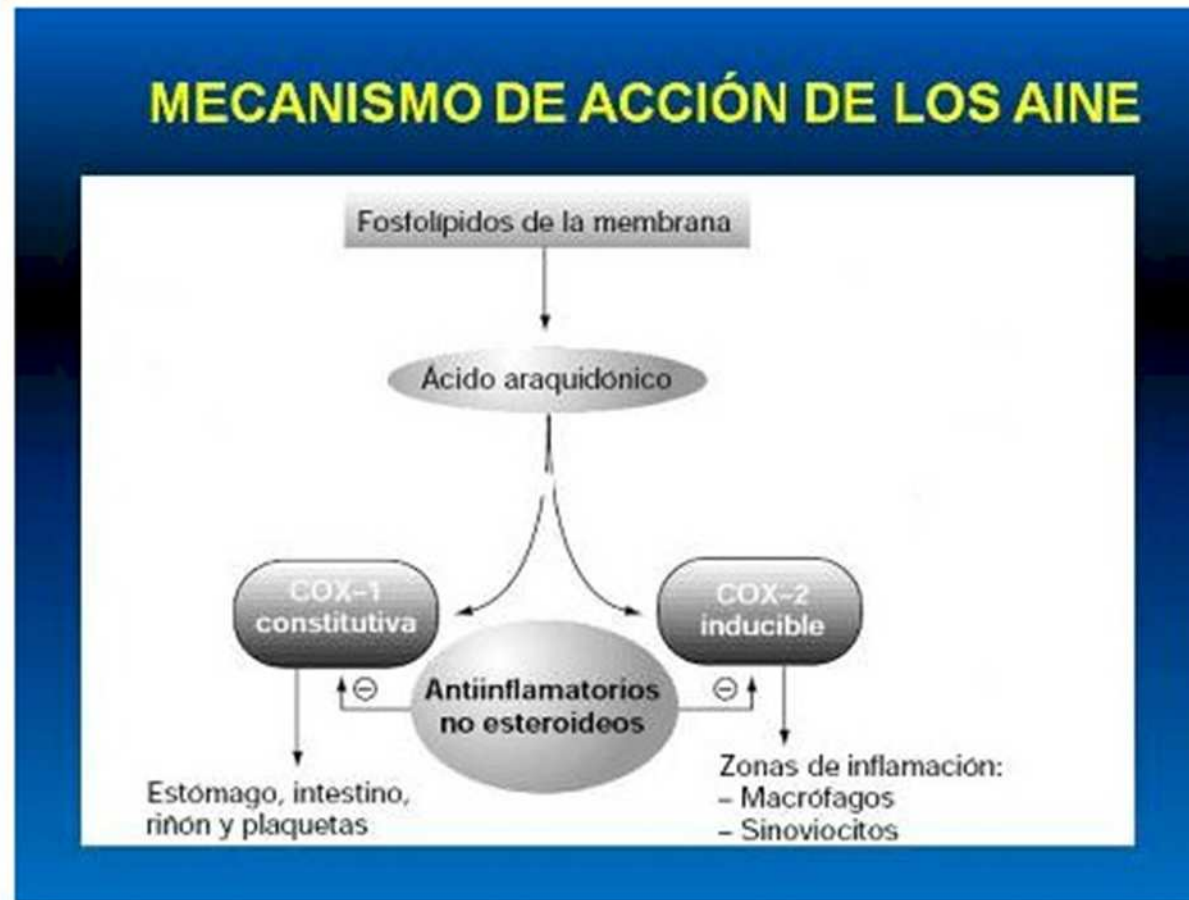 MECANISMO DE ACCIÓN DE LOS AINE
Fosfolípidos de la membrana
Ácido araquidónico
COX-1
constitutiva
COX-2
inducible
Antiinflamatorios
no esteroideos
Estómago, intestino,
riñón y plaquetas
Zonas de inflamación:
– Macrófagos
– Sinoviocitos